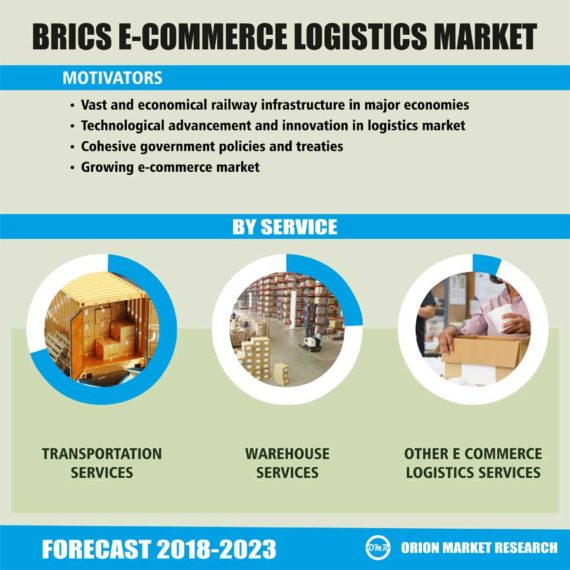 BRICS E-COMMERCE LOGISTICS MARKET
MOTIVATORS
• Vast and economical railway infrastructure in major economies
• Technological advancement and innovation in logistics market
• Cohesive government policies and treaties
• Growing e-commerce market
BY SERVICE
TRANSPORTATION
SERVICES
WAREHOUSE
SERVICES
OTHER E COMMERCE
LOGISTICS SERVICES
FORECAST 2018-2023
OMR
ORION MARKET RESEARCH